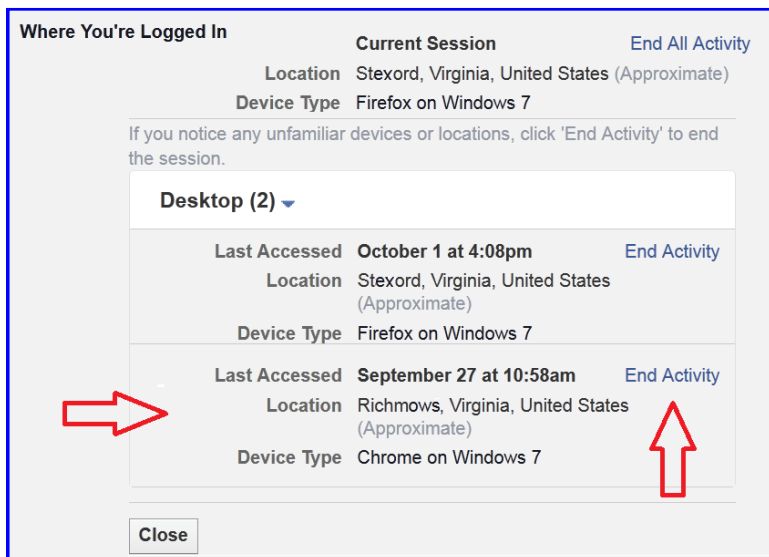 Where You're Logged In
Current Session End All Activity
Location Stexord, Virginia, United States (Approximate)
Device Type Firefox on Windows 7
If you notice any unfamiliar devices or locations, click 'End Activity' to end
the session.
Desktop (2)
Last Accessed October 1 at 4:08pm End Activity
Location Stexord, Virginia, United States
(Approximate)
Device Type Firefox on Windows 7
Last Accessed September 27 at 10:58am End Activity
Location Richmows, Virginia, United States
(Approximate)
Device Type Chrome on Windows 7
Close